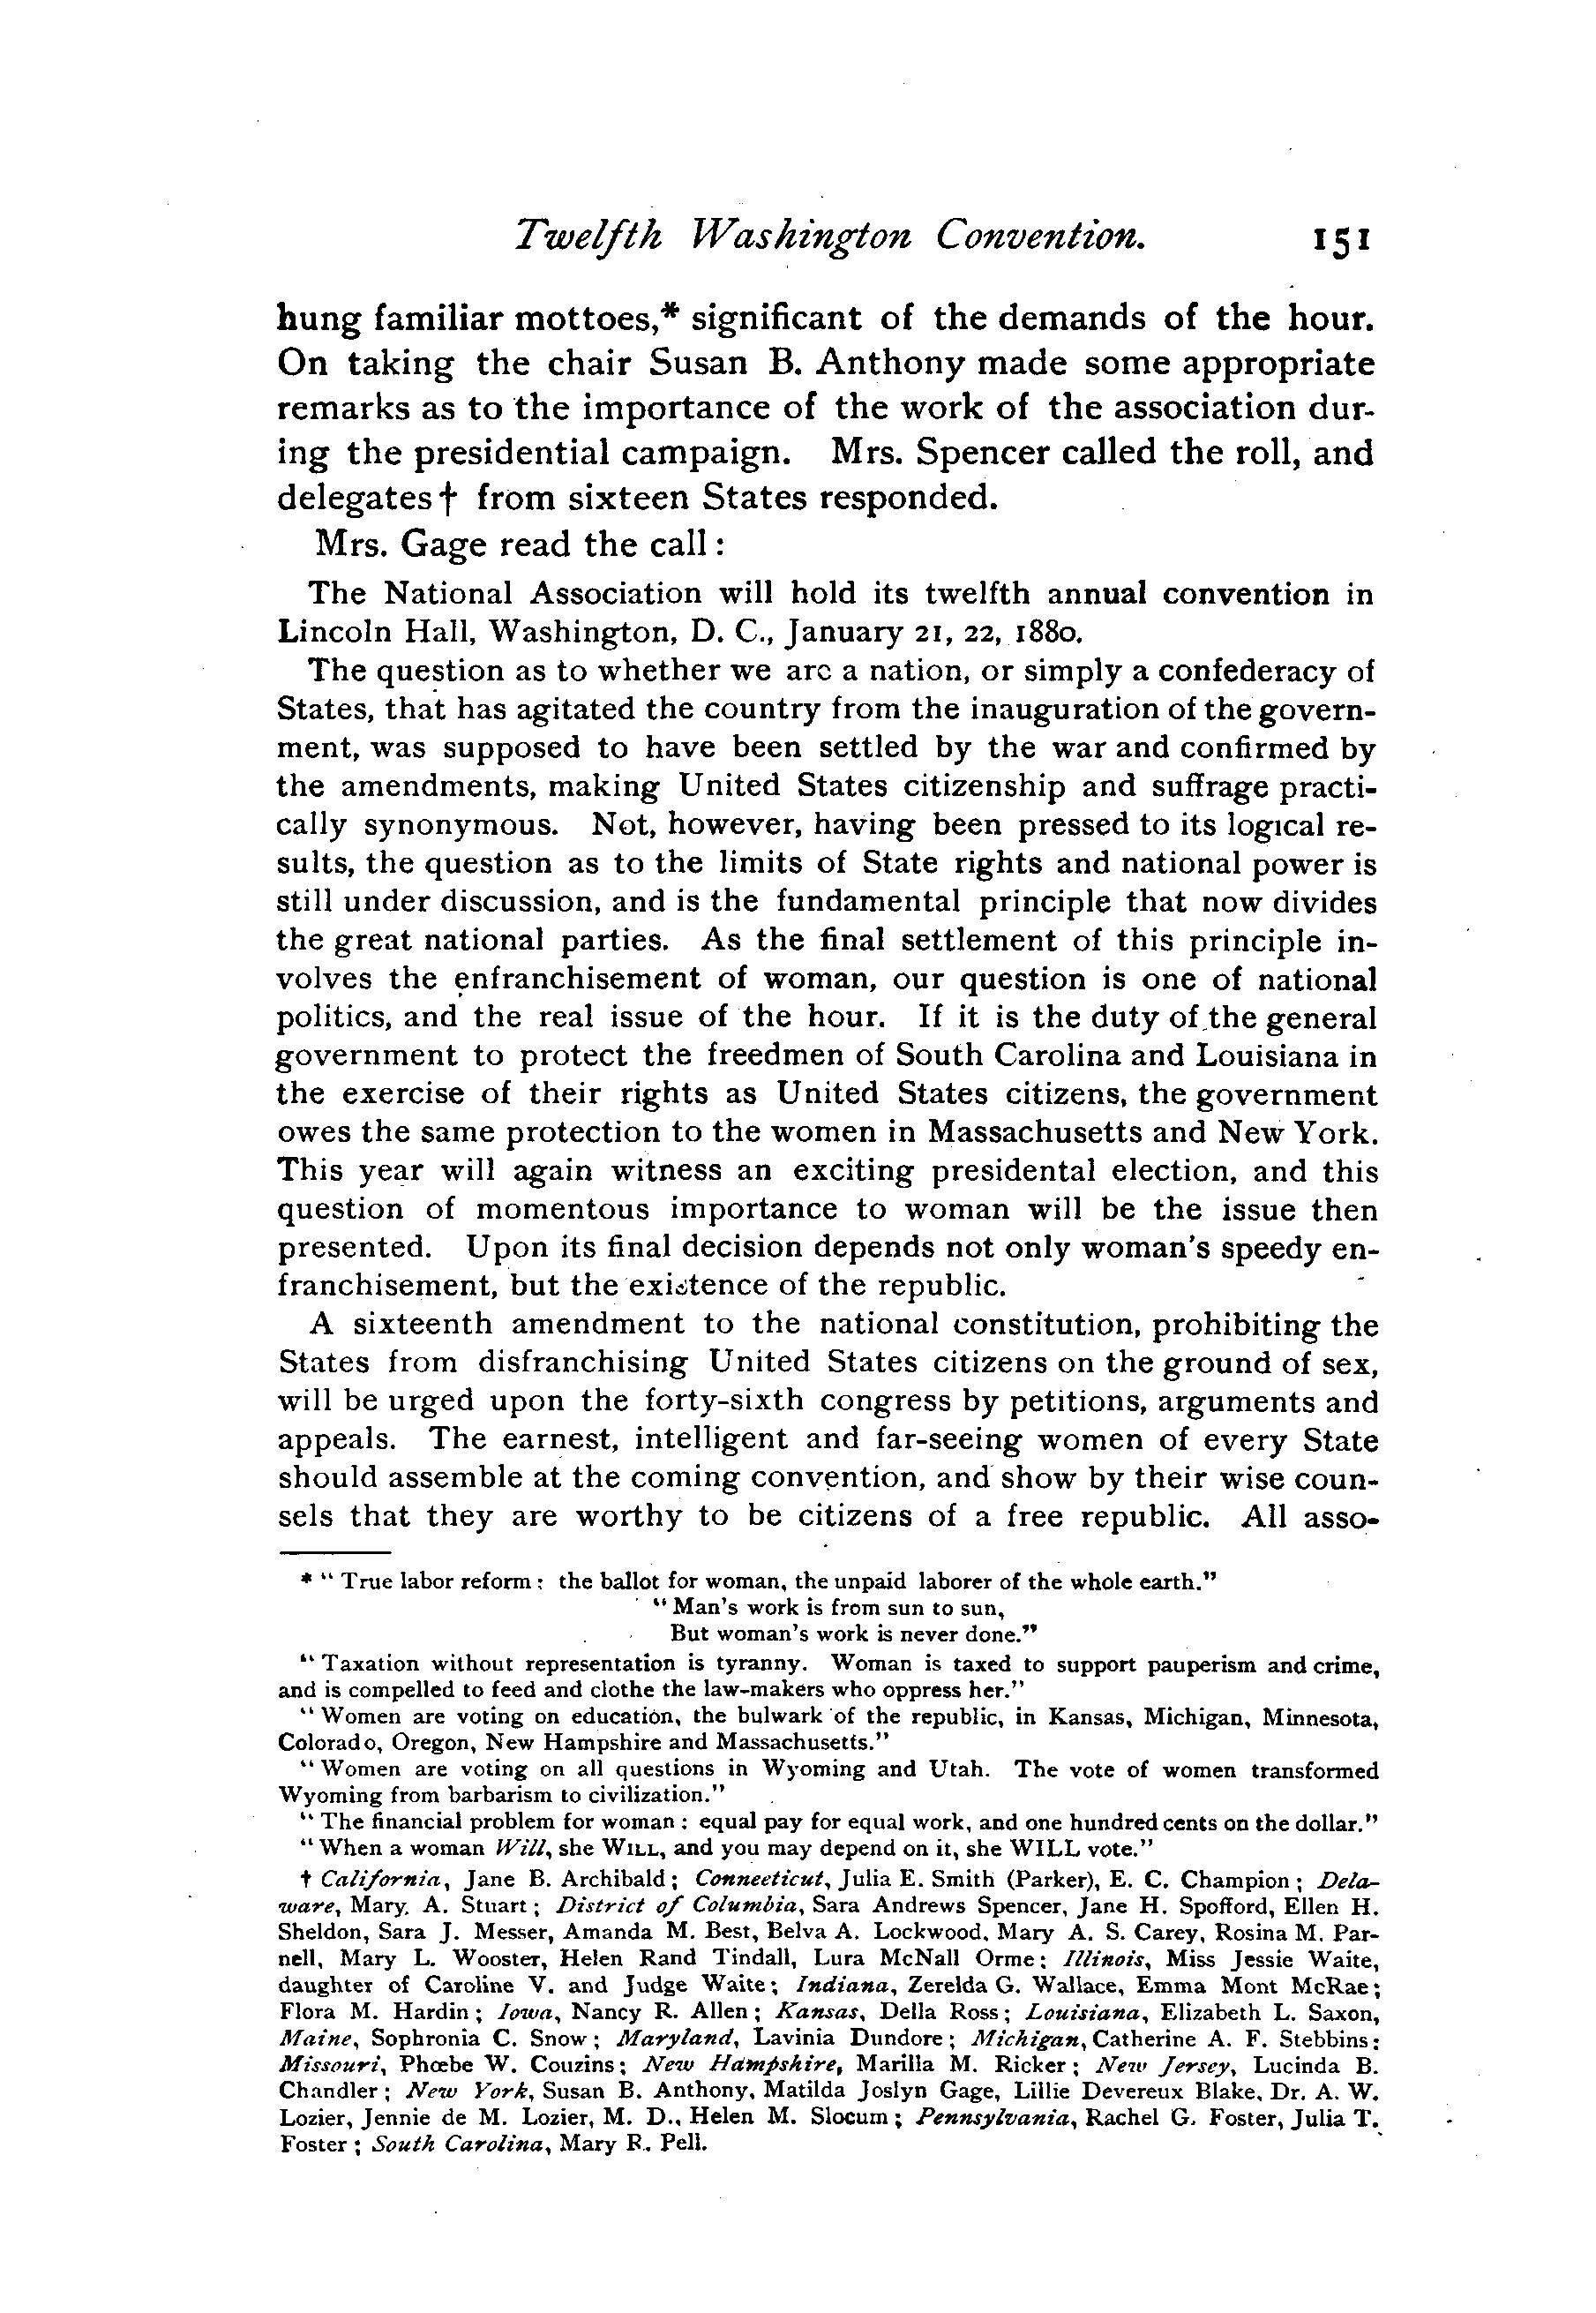 Twelfth Washington Convention. 151
hung familiar mottoes,* significant of the demands of the hour.
On taking the chair Susan B. Anthony made some appropriate
remarks as to the importance of the work of the association dur-
ing the presidential campaign. Mrs. Spencer called the roll, and
delegates† from sixteen States responded.
Mrs. Gage read the call:
The National Association will hold its twelfth annual convention in
Lincoln Hall, Washington, D. C., January 21, 22, 1880.
The question as to whether we are a nation, or simply a confederacy of
States, that has agitated the country from the inauguration of the govern-
ment, was supposed to have been settled by the war and confirmed by
the amendments, making United States citizenship and suffrage practi-
cally synonymous. Not, however, having been pressed to its logical re-
sults, the question as to the limits of State rights and national power is
still under discussion, and is the fundamental principle that now divides
the great national parties. As the final settlement of this principle in-
volves the enfranchisement of woman, our question is one of national
politics, and the real issue of the hour. If it is the duty of the general
government to protect the freedmen of South Carolina and Louisiana in
the exercise of their rights as United States citizens, the government
owes the same protection to the women in Massachusetts and New York.
This year will again witness an exciting presidental election, and this
question of momentous importance to woman will be the issue then
presented. Upon its final decision depends not only woman's speedy en-
franchisement, but the existence of the republic.
A sixteenth amendment to the national constitution, prohibiting the
States from disfranchising United States citizens on the ground of sex,
will be urged upon the forty-sixth congress by petitions, arguments and
appeals. The earnest, intelligent and far-seeing women of every State
should assemble at the coming convention, and show by their wise coun-
sels that they are worthy to be citizens of a free republic. All asso-
* "True labor reform: the ballot for woman, the unpaid laborer of the whole earth."
"Man's work is from sun to sun,
But woman's work is never done."
"Taxation without representation is tyranny. Woman is taxed to support pauperism and crime,
and is compelled to feed and clothe the law-makers who oppress her."
"Women are voting on education, the bulwark of the republic, in Kansas, Michigan, Minnesota,
Colorado, Oregon, New Hampshire and Massachusetts."
"Women are voting on all questions in Wyoming and Utah. The vote of women transformed
Wyoming from barbarism to civilization."
"The financial problem for woman: equal pay for equal work, and one hundred cents on the dollar."
"When a woman Will, she WILL, and you may depend on it, she WILL vote."
† California, Jane B. Archibald; Connecticut, Julia E. Smith (Parker), E. C. Champion; Dela-
ware, Mary. A. Stuart; District of Columbia, Sara Andrews Spencer, Jane H. Spofford, Ellen H.
Sheldon, Sara J. Messer, Amanda M. Best, Belva A. Lockwood, Mary A. S. Carey, Rosina M. Par-
nell, Mary L. Wooster, Helen Rand Tindall, Lura McNall Orme; Illinois, Miss Jessie Waite,
daughter of Caroline V. and Judge Waite; Indiana, Zerelda G. Wallace, Emma Mont McRae;
Flora M. Hardin; Iowa, Nancy R. Allen; Kansas, Della Ross; Louisiana, Elizabeth L. Saxon,
Maine, Sophronia C. Snow; Maryland, Lavinia Dundore; Michigan, Catherine A. F. Stebbins;
Missouri, Phœbe W. Couzins; New Hampshire, Marilla M. Ricker; New Jersey, Lucinda B.
Chandler; New York, Susan B. Anthony, Matilda Joslyn Gage, Lillie Devereux Blake, Dr. A. W.
Lozier, Jennie de M. Lozier, M. D., Helen M. Slocum; Pennsylvania, Rachel G. Foster, Julia T.
Foster; South Carolina, Mary R. Pell.